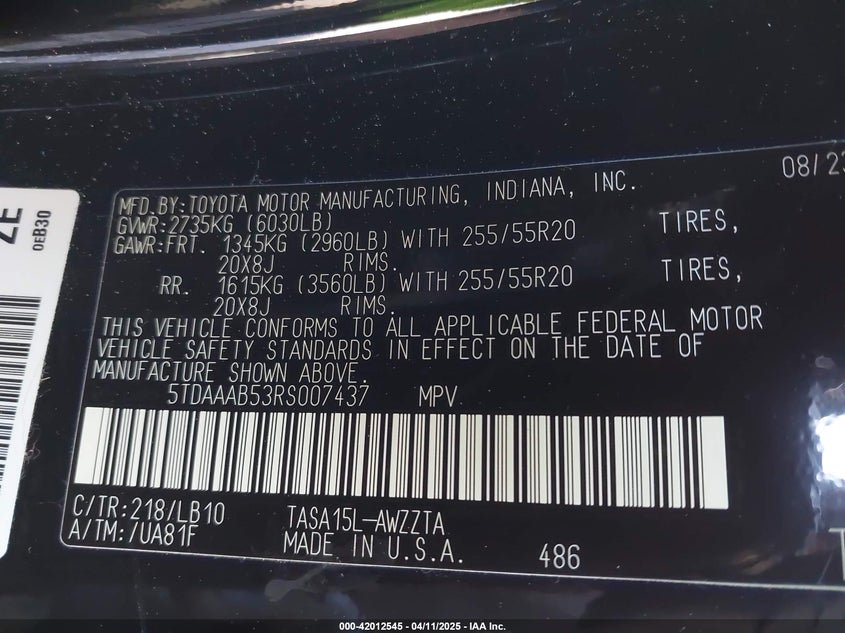 08/23
MFD.BY:TOYOTA MOTOR MANUFACTURING, INDIANA, INC.
GVWR:2735KG (6030LB)
GAWR:FRT. 1345KG (2960LB) WITH 255/55R20 TIRES,
20X8J RIMS.
RR. 1615KG (3560LB) WITH 255/55R20 TIRES,
20X8J RIMS.
THIS VEHICLE CONFORMS TO ALL APPLICABLE FEDERAL MOTOR
VEHICLE SAFETY STANDARDS IN EFFECT ON THE DATE OF
MANUFACTURE SHOWN ABOVE.
5TDAAAB53RS007437 MPV
C/TR:218/LB10 TASA15L-AWZZTA
A/TM:/UA81F MADE IN U.S.A. 486
ZE
0EB30
000-42012545 - 04/11/2025 - IAA Inc.